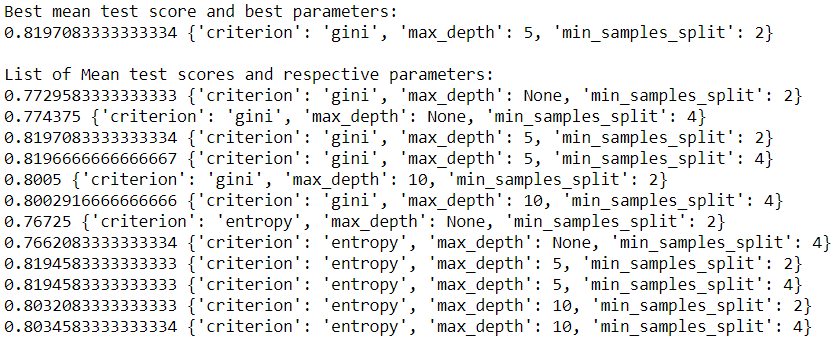 Best mean test score and best parameters:
0.8197083333333334 {'criterion': 'gini', 'max_depth': 5, 'min_samples_split': 2}

List of Mean test scores and respective parameters:
0.7729583333333333 {'criterion': 'gini', 'max_depth': None, 'min_samples_split': 2}
0.774375 {'criterion': 'gini', 'max_depth': None, 'min_samples_split': 4}
0.8197083333333334 {'criterion': 'gini', 'max_depth': 5, 'min_samples_split': 2}
0.8196666666666667 {'criterion': 'gini', 'max_depth': 5, 'min_samples_split': 4}
0.8005 {'criterion': 'gini', 'max_depth': 10, 'min_samples_split': 2}
0.8002916666666666 {'criterion': 'gini', 'max_depth': 10, 'min_samples_split': 4}
0.76725 {'criterion': 'entropy', 'max_depth': None, 'min_samples_split': 2}
0.7662083333333334 {'criterion': 'entropy', 'max_depth': None, 'min_samples_split': 4}
0.8194583333333333 {'criterion': 'entropy', 'max_depth': 5, 'min_samples_split': 2}
0.8194583333333333 {'criterion': 'entropy', 'max_depth': 5, 'min_samples_split': 4}
0.8032083333333333 {'criterion': 'entropy', 'max_depth': 10, 'min_samples_split': 2}
0.8034583333333334 {'criterion': 'entropy', 'max_depth': 10, 'min_samples_split': 4}